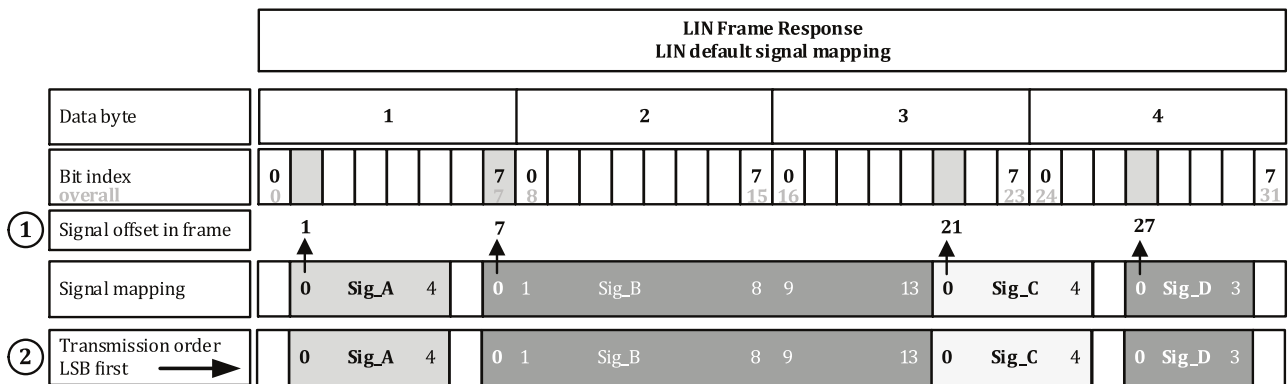 LIN Frame Response
LIN default signal mapping
Data byte 1 2 3 4
Bit index 0 7 0 7 0 7 0 7
overall 0 7 8 15 16 23 24 31
1 Signal offset in frame 1 7 21 27
Signal mapping 0 Sig_A 4 0 1 Sig_B 8 9 13 0 Sig_C 4 0 Sig_D 3
2 Transmission order
LSB first 0 Sig_A 4 0 1 Sig_B 8 9 13 0 Sig_C 4 0 Sig_D 3